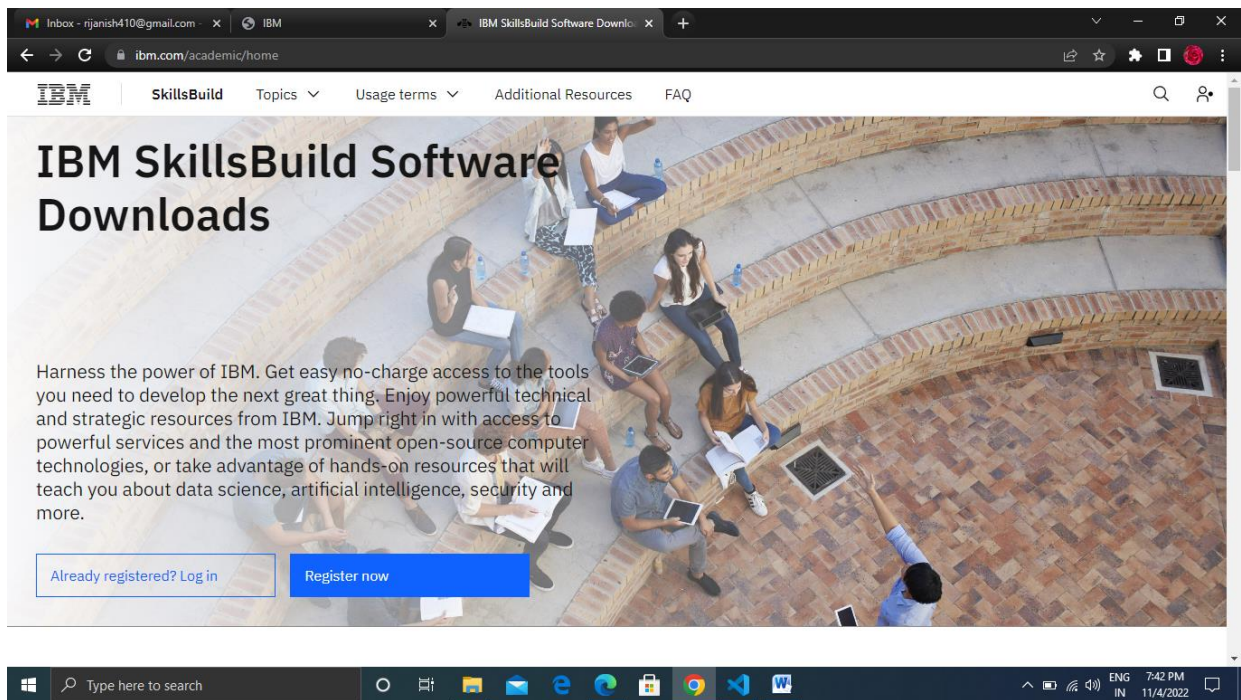 Inbox - rijanish410@gmail.com -
IBM
IBM SkillsBuild Software Downlo
ibm.com/academic/home
IBM SkillsBuild Topics Usage terms Additional Resources FAQ
IBM SkillsBuild Software
Downloads
Harness the power of IBM. Get easy no-charge access to the tools
you need to develop the next great thing. Enjoy powerful technical
and strategic resources from IBM. Jump right in with access to
powerful services and the most prominent open-source computer
technologies, or take advantage of hands-on resources that will
teach you about data science, artificial intelligence, security and
more.
Already registered? Log in
Register now
Type here to search
ENG
IN
7:42 PM
11/4/2022